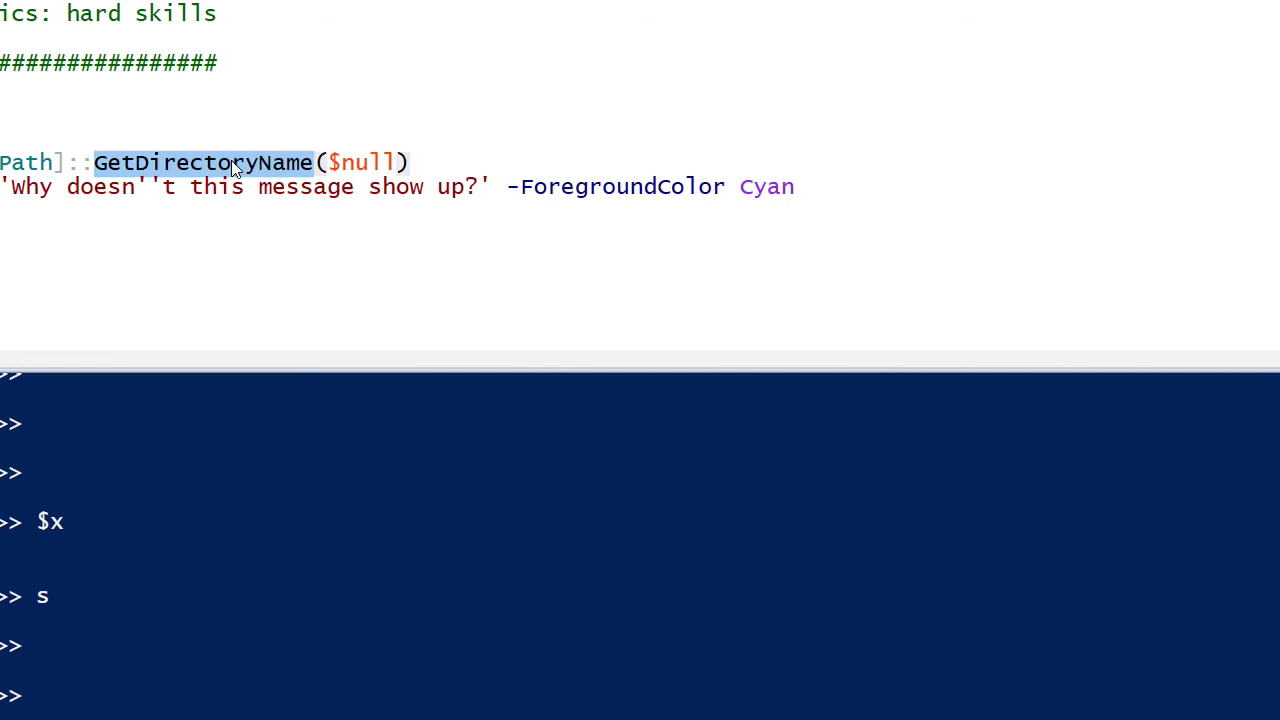 ics: hard skills
################
Path]::GetDirectoryName($null)
'Why doesn''t this message show up?' -ForegroundColor Cyan
>>
>>
>>
>> $x
>> s
>>
>>